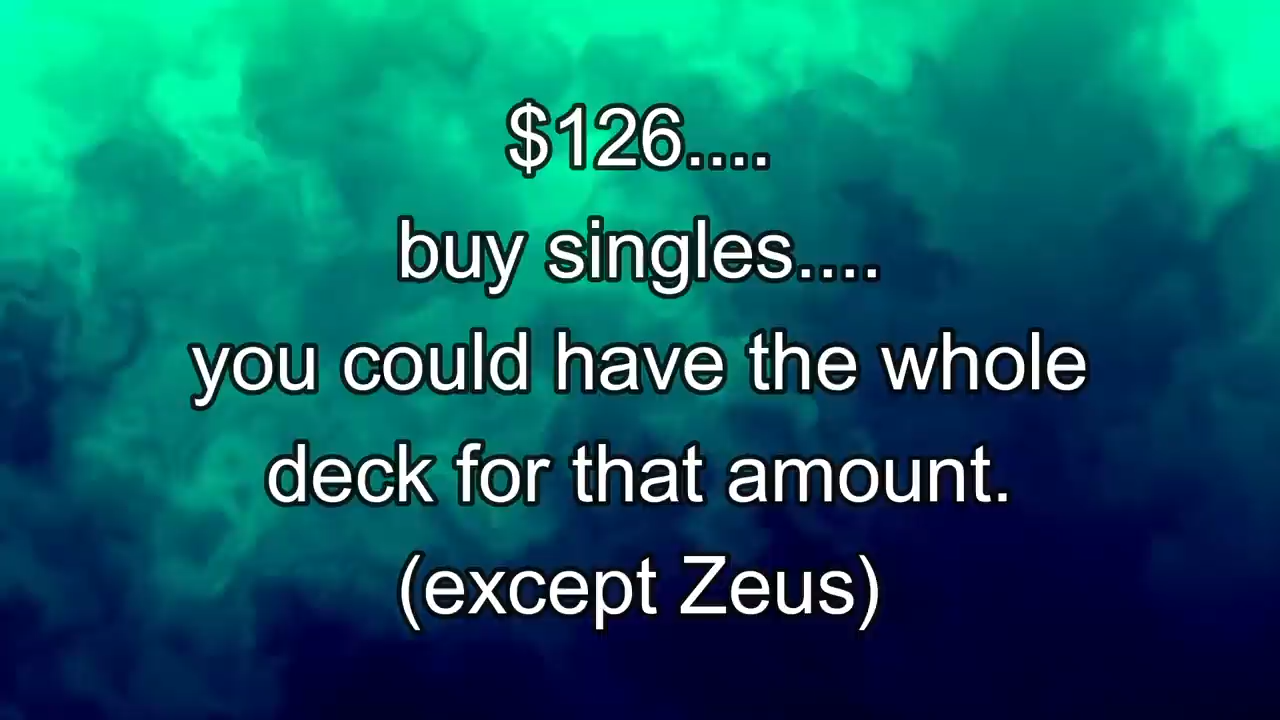 $126....
buy singles....
you could have the whole
deck for that amount.
(except Zeus)